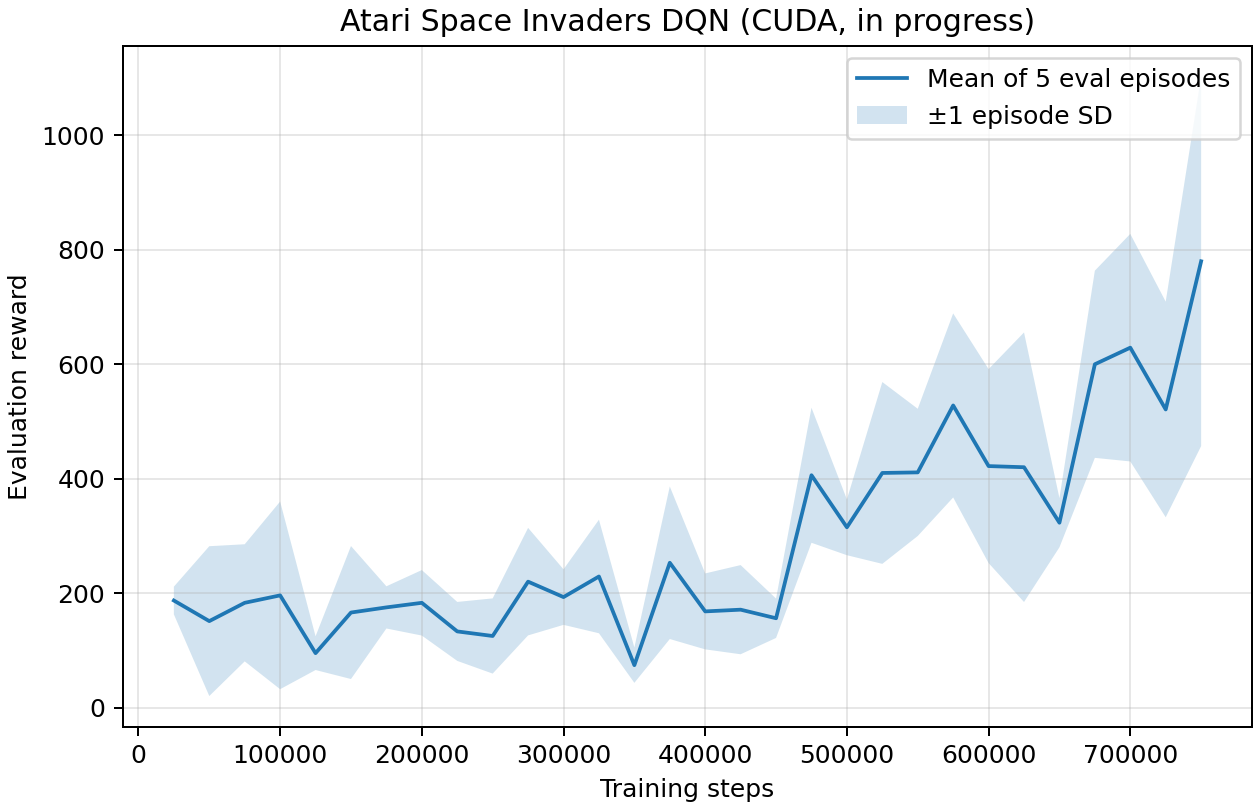 Atari Space Invaders DQN (CUDA, in progress)
Mean of 5 eval episodes
±1 episode SD
Evaluation reward
1000
800
600
400
200
0
0 100000 200000 300000 400000 500000 600000 700000
Training steps